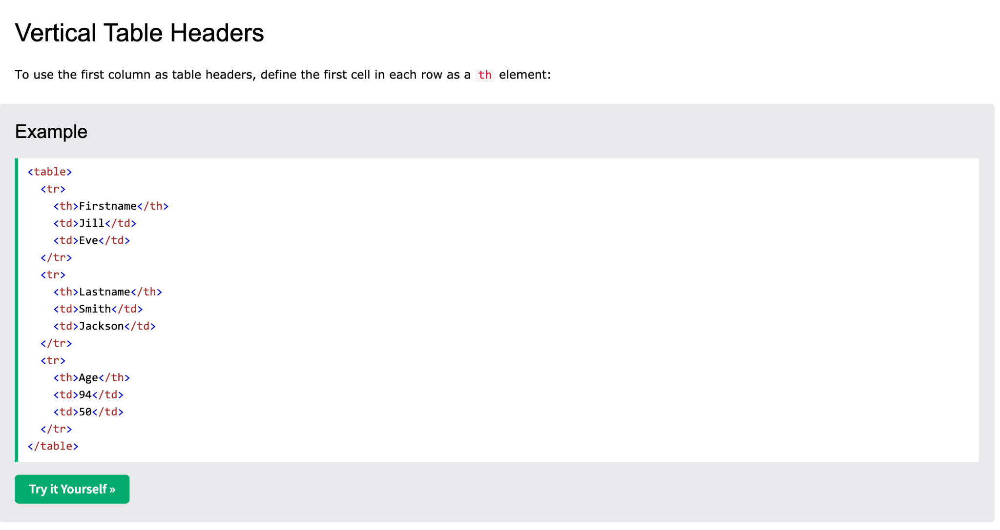 Vertical Table Headers
To use the first column as table headers, define the first cell in each row as a th element:
Example
<table>
  <tr>
    <th>Firstname</th>
    <td>Jill</td>
    <td>Eve</td>
  </tr>
  <tr>
    <th>Lastname</th>
    <td>Smith</td>
    <td>Jackson</td>
  </tr>
  <tr>
    <th>Age</th>
    <td>94</td>
    <td>50</td>
  </tr>
</table>
Try it Yourself »